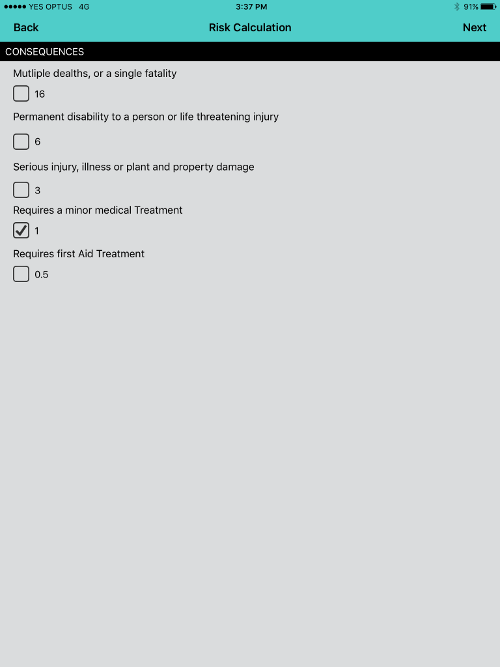 YES OPTUS 4G 3:37 PM 91%
Back Risk Calculation Next
CONSEQUENCES
Mutliple dealths, or a single fatality
16
Permanent disability to a person or life threatening injury
6
Serious injury, illness or plant and property damage
3
Requires a minor medical Treatment
1
Requires first Aid Treatment
0.5